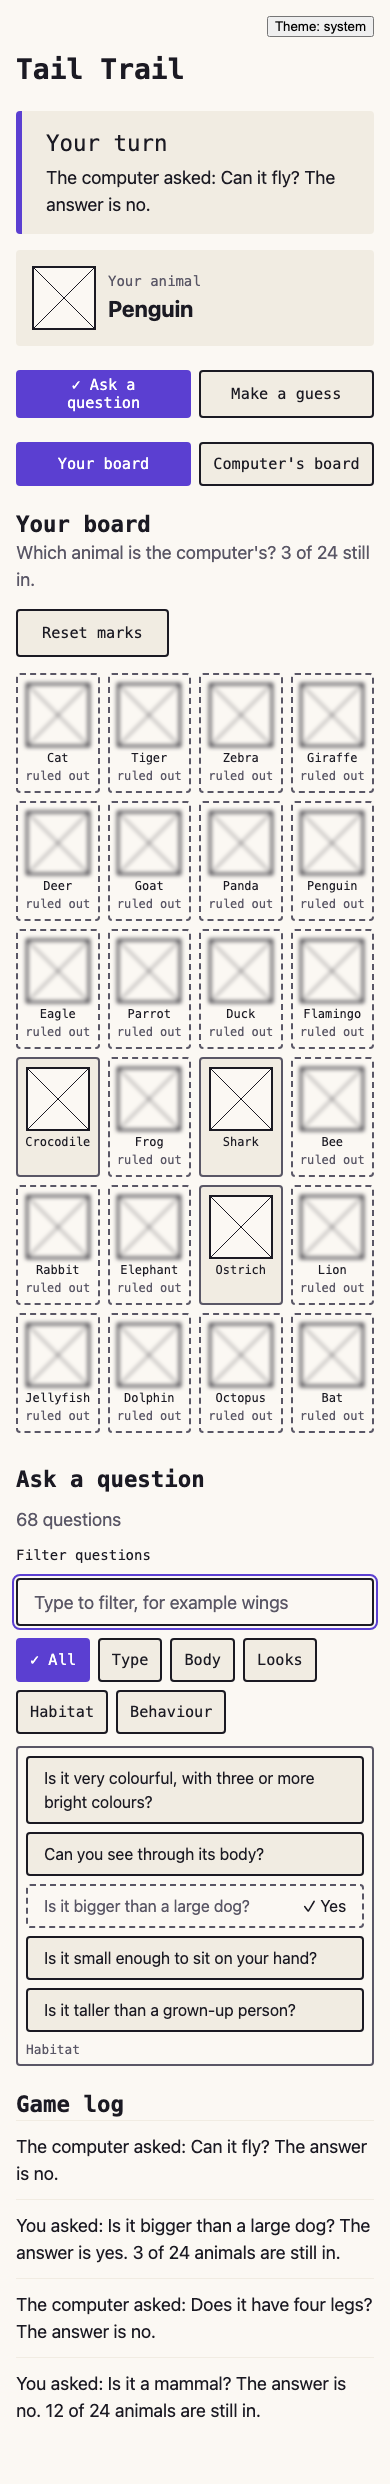 Theme: system
Tail Trail
Your turn
The computer asked: Can it fly? The
answer is no.
Your animal
Penguin
✓ Ask a
question
Make a guess
Your board
Computer's board
Your board
Which animal is the computer's? 3 of 24 still
in.
Reset marks
Cat
ruled out
Tiger
ruled out
Zebra
ruled out
Giraffe
ruled out
Deer
ruled out
Goat
ruled out
Panda
ruled out
Penguin
ruled out
Eagle
ruled out
Parrot
ruled out
Duck
ruled out
Flamingo
ruled out
Crocodile
Frog
ruled out
Shark
Bee
ruled out
Rabbit
ruled out
Elephant
ruled out
Ostrich
Lion
ruled out
Jellyfish
ruled out
Dolphin
ruled out
Octopus
ruled out
Bat
ruled out
Ask a question
68 questions
Filter questions
Type to filter, for example wings
✓ All
Type
Body
Looks
Habitat
Behaviour
Is it very colourful, with three or more
bright colours?
Can you see through its body?
Is it bigger than a large dog? ✓ Yes
Is it small enough to sit on your hand?
Is it taller than a grown-up person?
Habitat
Game log
The computer asked: Can it fly? The answer
is no.
You asked: Is it bigger than a large dog? The
answer is yes. 3 of 24 animals are still in.
The computer asked: Does it have four legs?
The answer is no.
You asked: Is it a mammal? The answer is
no. 12 of 24 animals are still in.